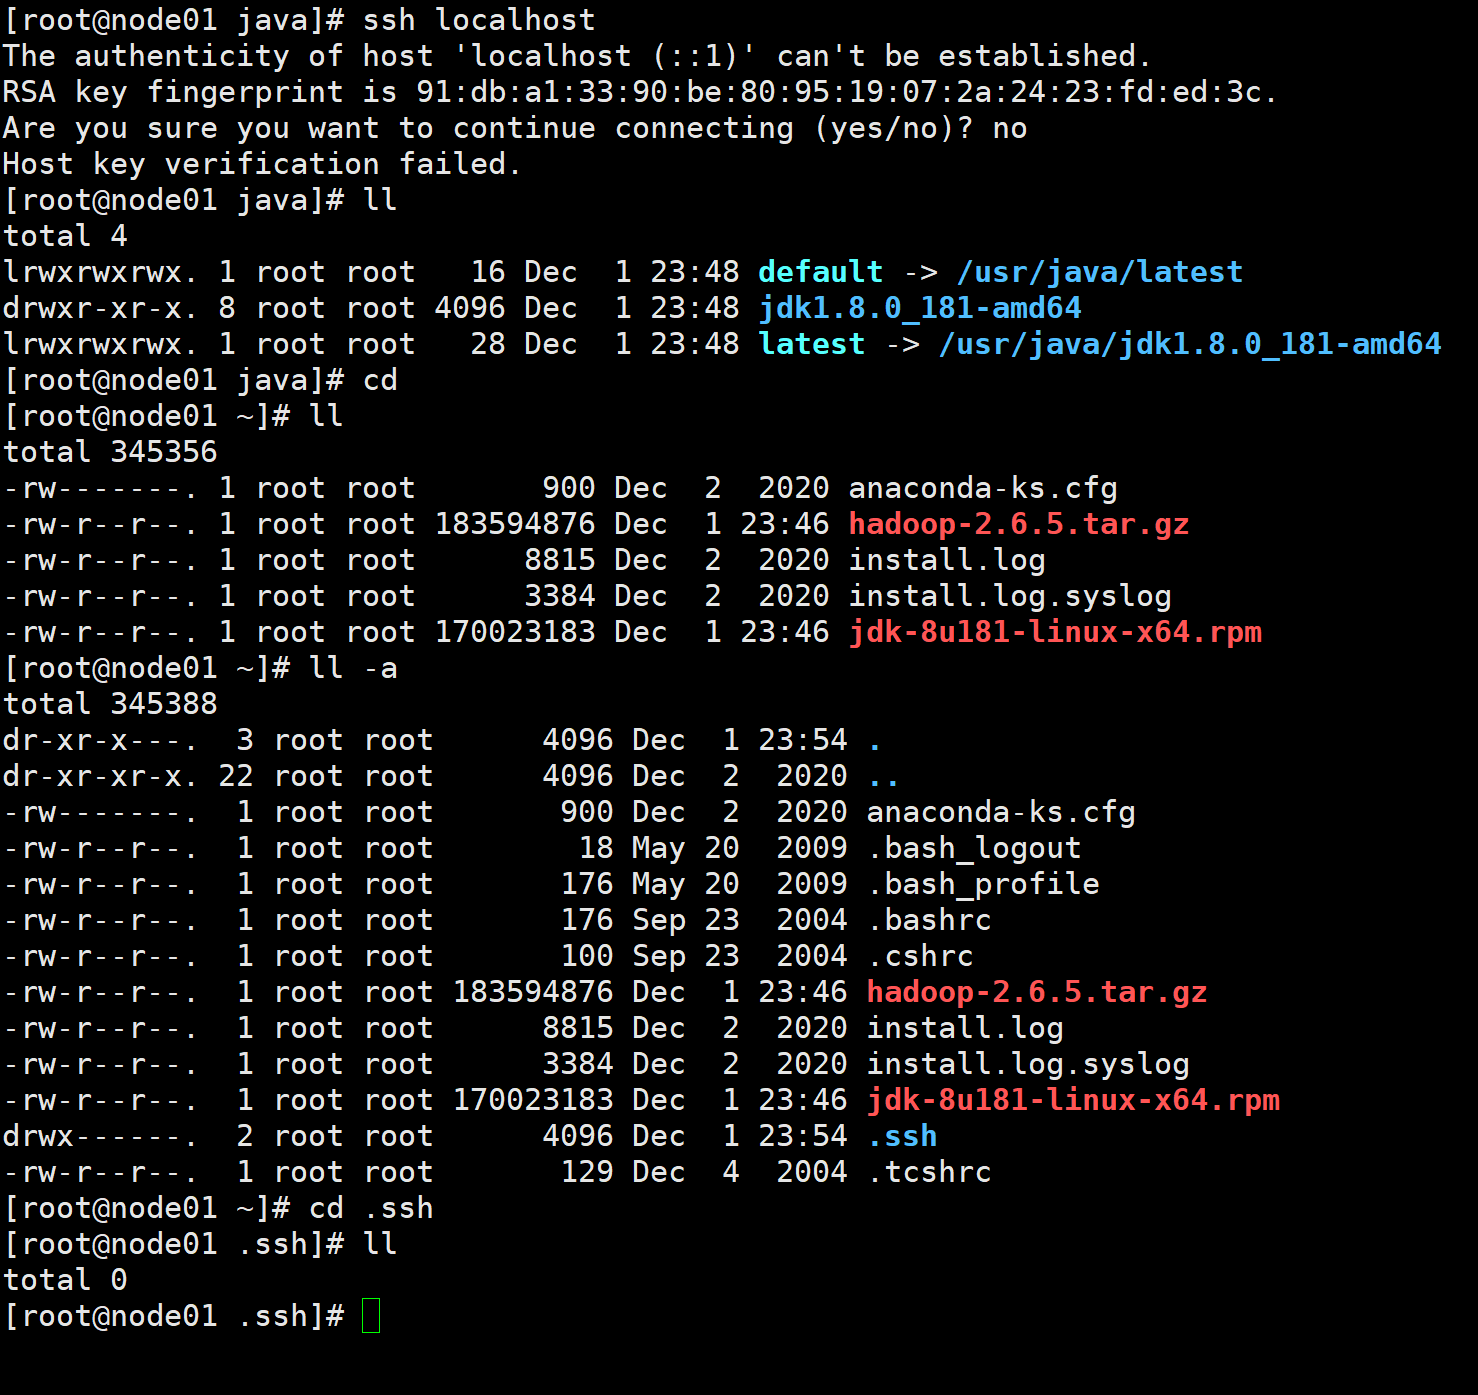 [root@node01 java]# ssh localhost
The authenticity of host 'localhost (::1)' can't be established.
RSA key fingerprint is 91:db:a1:33:90:be:80:95:19:07:2a:24:23:fd:ed:3c.
Are you sure you want to continue connecting (yes/no)? no
Host key verification failed.
[root@node01 java]# ll
total 4
lrwxrwxrwx. 1 root root   16 Dec  1 23:48 default -> /usr/java/latest
drwxr-xr-x. 8 root root 4096 Dec  1 23:48 jdk1.8.0_181-amd64
lrwxrwxrwx. 1 root root   28 Dec  1 23:48 latest -> /usr/java/jdk1.8.0_181-amd64
[root@node01 java]# cd
[root@node01 ~]# ll
total 345356
-rw-------. 1 root root       900 Dec  2  2020 anaconda-ks.cfg
-rw-r--r--. 1 root root 183594876 Dec  1 23:46 hadoop-2.6.5.tar.gz
-rw-r--r--. 1 root root      8815 Dec  2  2020 install.log
-rw-r--r--. 1 root root      3384 Dec  2  2020 install.log.syslog
-rw-r--r--. 1 root root 170023183 Dec  1 23:46 jdk-8u181-linux-x64.rpm
[root@node01 ~]# ll -a
total 345388
dr-xr-x---.  3 root root      4096 Dec  1 23:54 .
dr-xr-xr-x. 22 root root      4096 Dec  2  2020 ..
-rw-------.  1 root root       900 Dec  2  2020 anaconda-ks.cfg
-rw-r--r--.  1 root root        18 May 20  2009 .bash_logout
-rw-r--r--.  1 root root       176 May 20  2009 .bash_profile
-rw-r--r--.  1 root root       176 Sep 23  2004 .bashrc
-rw-r--r--.  1 root root       100 Sep 23  2004 .cshrc
-rw-r--r--.  1 root root 183594876 Dec  1 23:46 hadoop-2.6.5.tar.gz
-rw-r--r--.  1 root root      8815 Dec  2  2020 install.log
-rw-r--r--.  1 root root      3384 Dec  2  2020 install.log.syslog
-rw-r--r--.  1 root root 170023183 Dec  1 23:46 jdk-8u181-linux-x64.rpm
drwx------.  2 root root      4096 Dec  1 23:54 .ssh
-rw-r--r--.  1 root root       129 Dec  4  2004 .tcshrc
[root@node01 ~]# cd .ssh
[root@node01 .ssh]# ll
total 0
[root@node01 .ssh]#